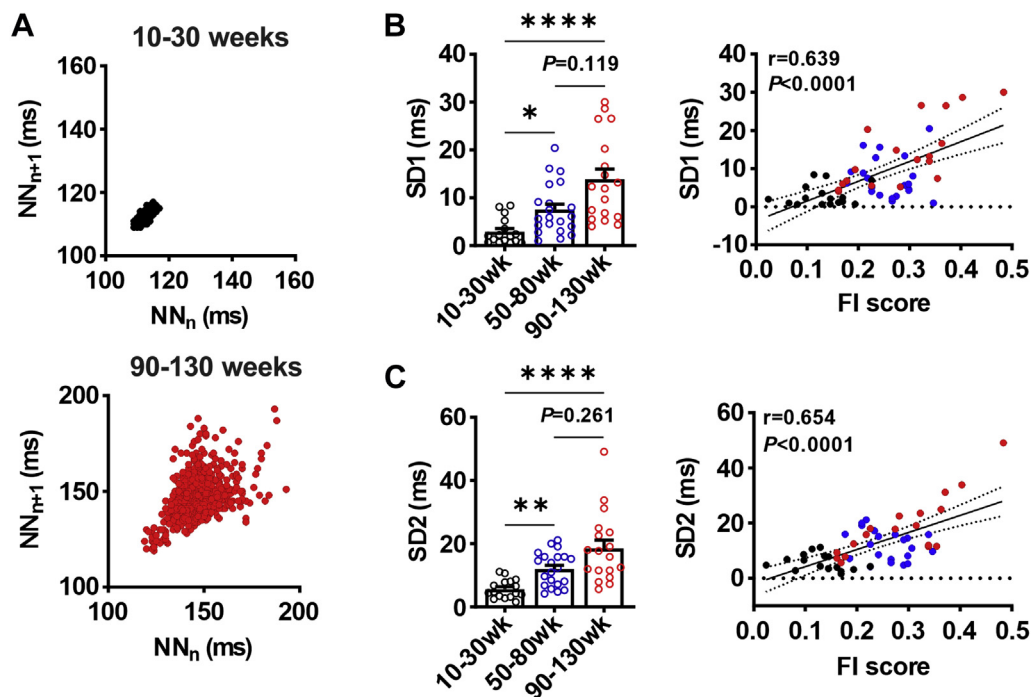 A
10-30 weeks
160
140
120
100
NNn+1 (ms)
100 120 140 160
NNn (ms)
90-130 weeks
200
150
100
NNn+1 (ms)
100 150 200
NNn (ms)
B
****
P=0.119
*
40
30
20
10
0
SD1 (ms)
10-30wk
50-80wk
90-130wk
r=0.639
P<0.0001
40
30
20
10
0
-10
SD1 (ms)
0.0 0.1 0.2 0.3 0.4 0.5
FI score
C
****
P=0.261
**
60
40
20
0
SD2 (ms)
10-30wk
50-80wk
90-130wk
r=0.654
P<0.0001
60
40
20
0
SD2 (ms)
0.0 0.1 0.2 0.3 0.4 0.5
FI score